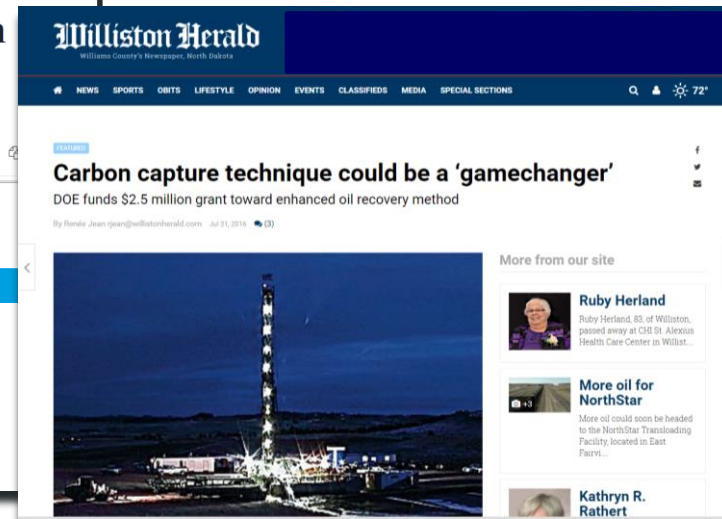 Williston Herald
Williams County's Newspaper, North Dakota
NEWS SPORTS OBITS LIFESTYLE OPINION EVENTS CLASSIFIEDS MEDIA SPECIAL SECTIONS 72°
FEATURED
Carbon capture technique could be a ‘gamechanger’
DOE funds $2.5 million grant toward enhanced oil recovery method
By Renée Jean rjean@willistonherald.com Jul 21, 2016 (3)
More from our site
Ruby Herland
Ruby Herland, 83, of Williston,
passed away at CHI St. Alexius
Health Care Center in Willist...
+3
More oil for
NorthStar
More oil could soon be headed
to the NorthStar Transloading
Facility, located in East
Fairvi...
Kathryn R.
Rathert